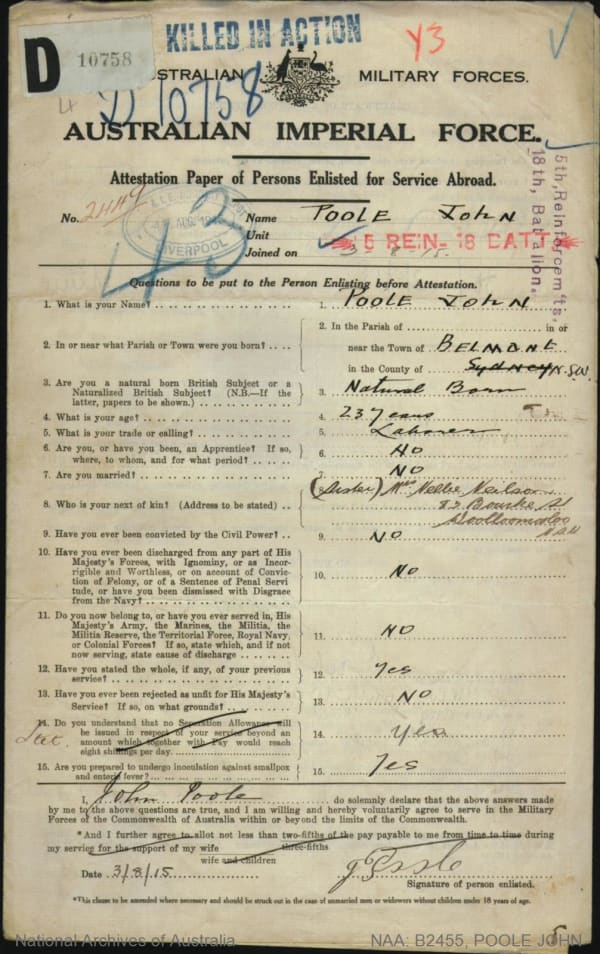 D
10758
KILLED IN ACTION
Y3
D 10758
AUSTRALIAN MILITARY FORCES.
AUSTRALIAN IMPERIAL FORCE.
Attestation Paper of Persons Enlisted for Service Abroad.
No. 2449
LIVERPOOL
43
Name POOLE John
Unit 5 REIN- 18 BATT
Joined on 3-8-15.
5th, Reinforcem'ts,
18th, Battalion.
Questions to be put to the Person Enlisting before Attestation.
1. What is your Name? 1. POOLE JOHN
2. In or near what Parish or Town were you born? 2. In the Parish of in or
near the Town of BELMONT
in the County of Sydney N.S.W.
3. Are you a natural born British Subject or a
Naturalized British Subject? (N.B.—If the
latter, papers to be shown.) 3. Natural Born
4. What is your age? 4. 23 years
5. What is your trade or calling? 5. Laborer
6. Are you, or have you been, an Apprentice? If so,
where, to whom, and for what period? 6. NO
7. Are you married? 7. NO
8. Who is your next of kin? (Address to be stated) 8. (Sister) Mrs Nellie Neilson
82 Bourke St
Woolloomooloo
NSW
9. Have you ever been convicted by the Civil Power? 9. NO
10. Have you ever been discharged from any part of His
Majesty's Forces, with Ignominy, or as Incor-
rigible and Worthless, or on account of Convic-
tion of Felony, or of a Sentence of Penal Servi
tude, or have you been dismissed with Disgrace
from the Navy? 10. NO
11. Do you now belong to, or have you ever served in, His
Majesty's Army, the Marines, the Militia, the
Militia Reserve, the Territorial Force, Royal Navy,
or Colonial Forces? If so, state which, and if not
now serving, state cause of discharge 11. NO
12. Have you stated the whole, if any, of your previous
service? 12. Yes
13. Have you ever been rejected as unfit for His Majesty's
Service? If so, on what grounds? 13. NO
14. Do you understand that no Separation Allowance will
be issued in respect of your service beyond an
amount which together with Pay would reach
eight shillings per day. 14. Yes
15. Are you prepared to undergo inoculation against smallpox
and enteric fever? 15. Yes
I, John Poole do solemnly declare that the above answers made
by me to the above questions are true, and I am willing and hereby voluntarily agree to serve in the Military
Forces of the Commonwealth of Australia within or beyond the limits of the Commonwealth.
*And I further agree to allot not less than two-fifths of the pay payable to me from time to time during
three-fifths
my service for the support of my wife
wife and children
Date 3/8/15 J Poole
Signature of person enlisted.
*This clause to be amended where necessary and should be struck out in the case of unmarried men or widowers without children under 18 years of age.
National Archives of Australia NAA: B2455, POOLE JOHN